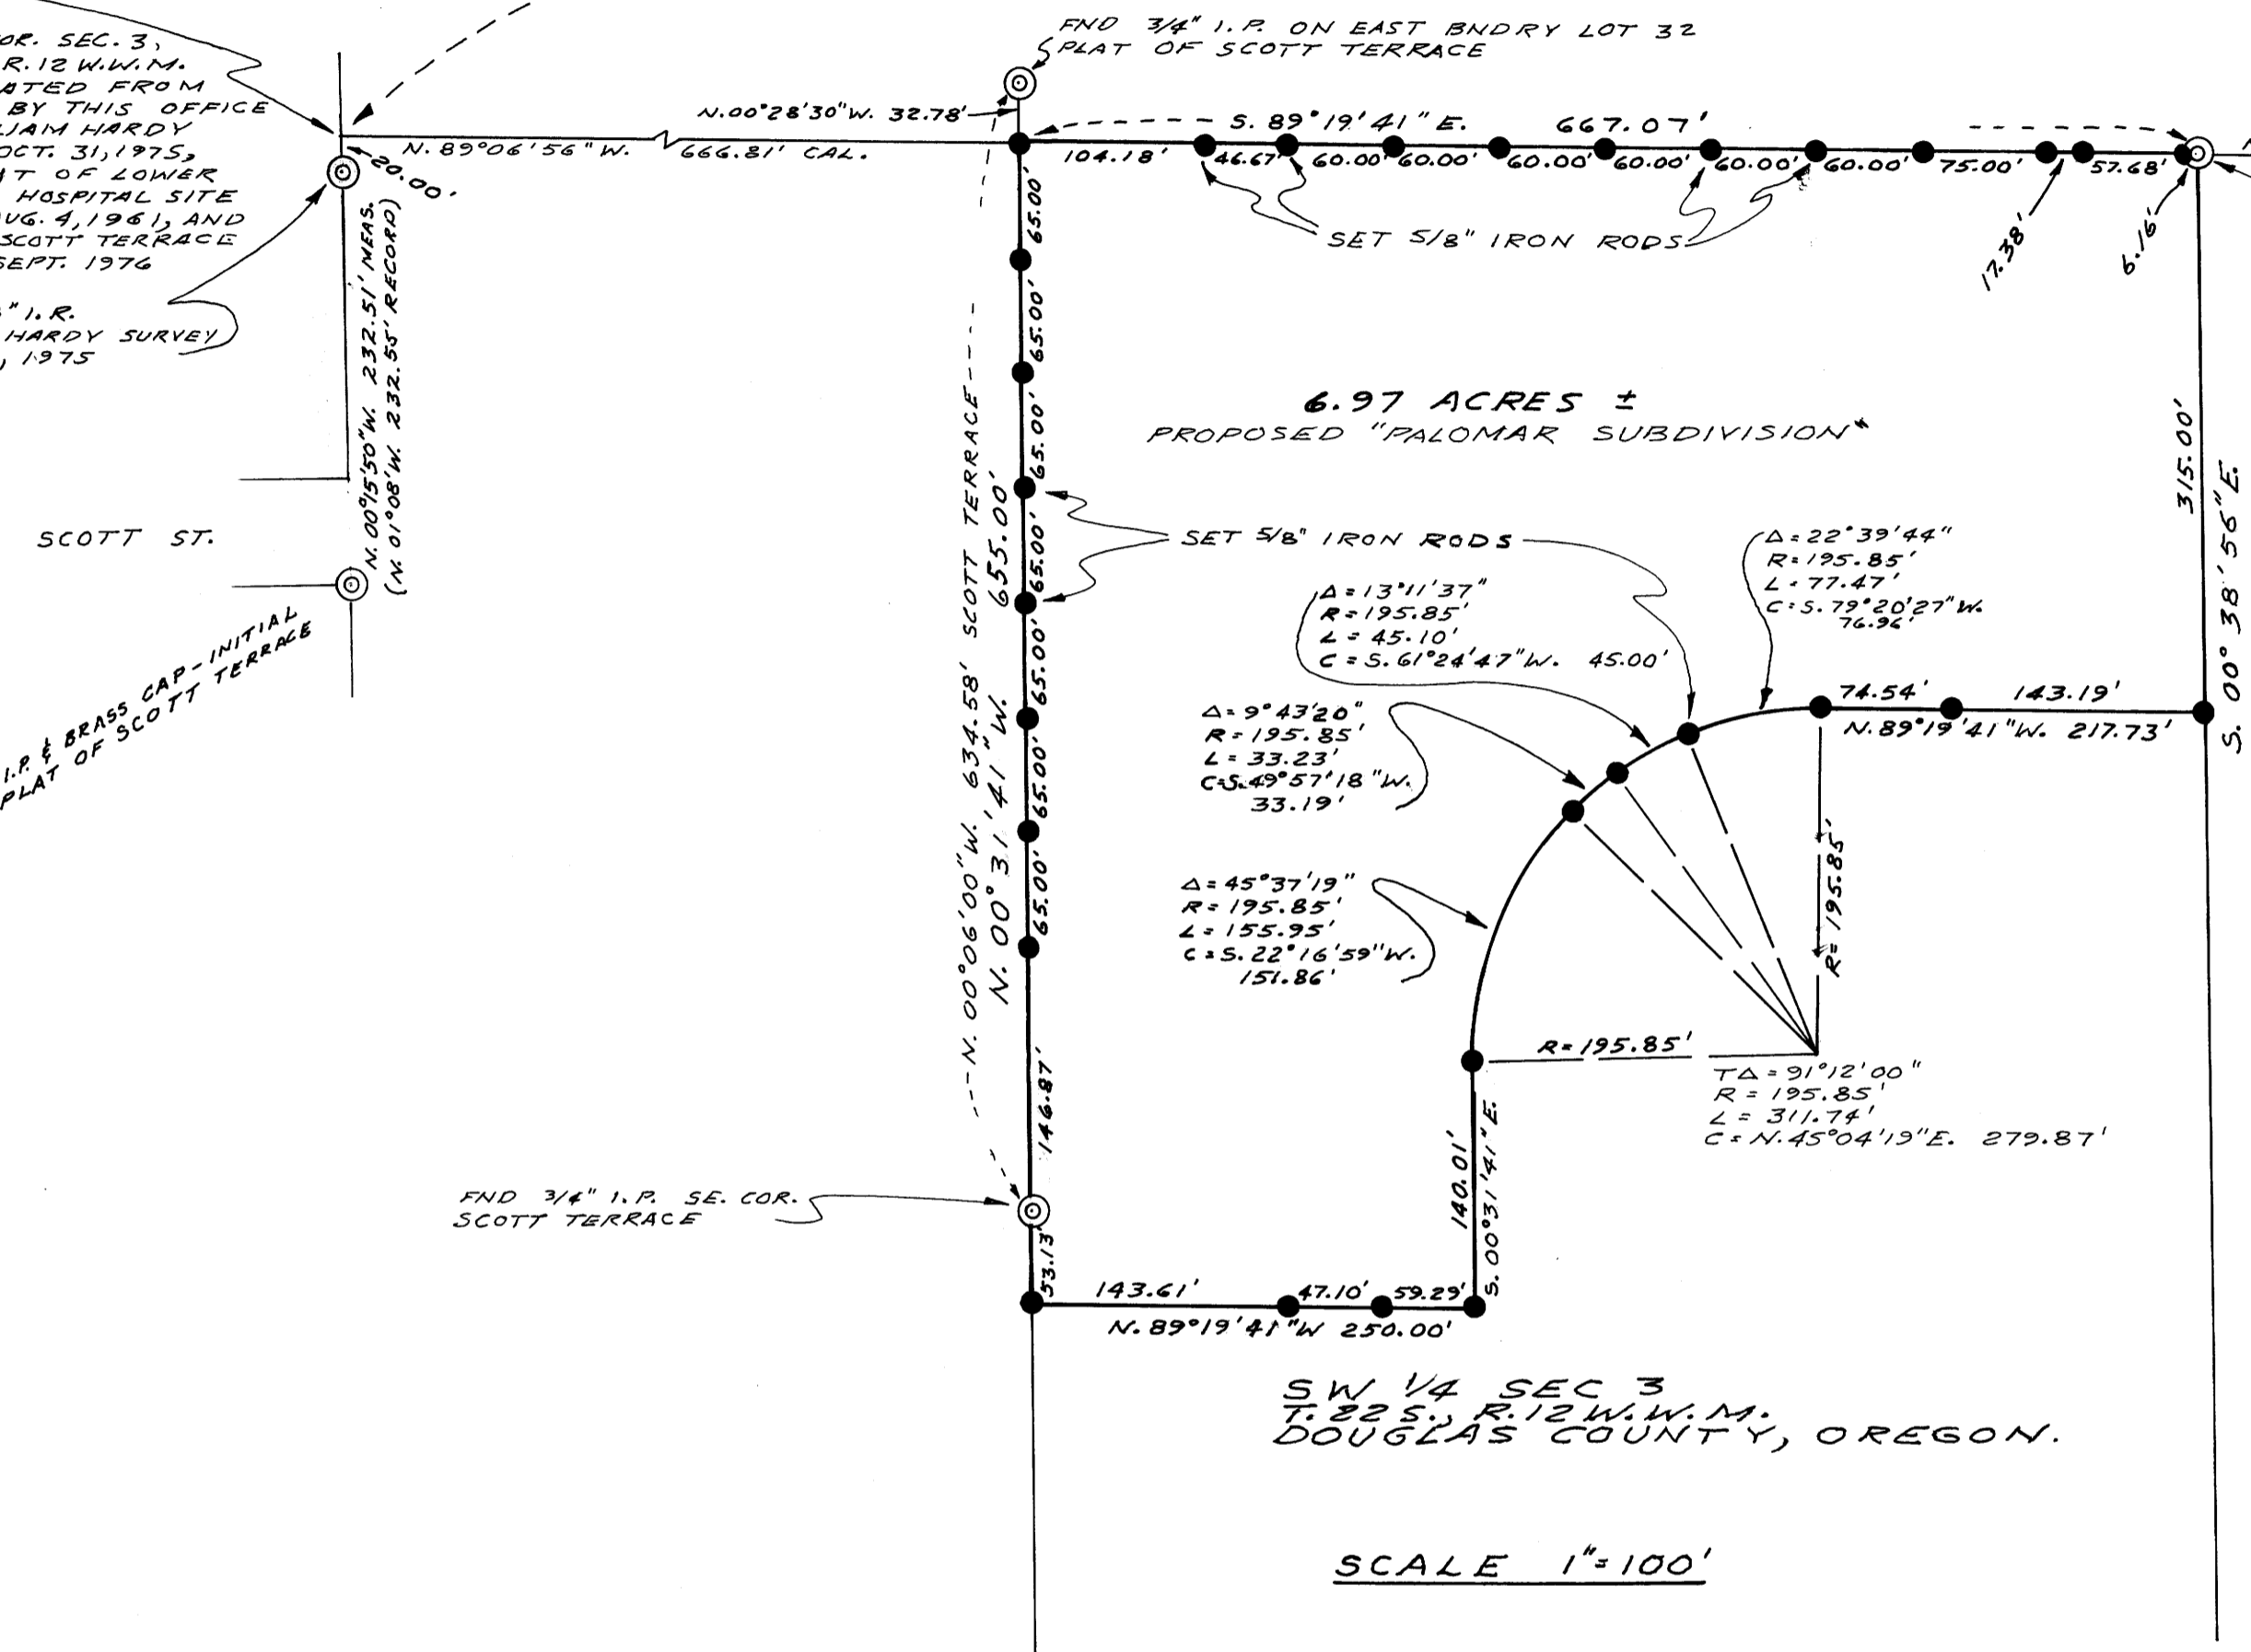 FND 3/4" I.P. ON EAST BNDRY LOT 32
PLAT OF SCOTT TERRACE
OR. SEC. 3,
R. 12 W.W.M.
ATED FROM
BY THIS OFFICE
LIAM HARDY
OCT. 31, 1975,
AT OF LOWER
HOSPITAL SITE
UG. 4, 1961, AND
SCOTT TERRACE
SEPT. 1976
" I.R.
HARDY SURVEY
, 1975
20.00'
N. 89°06'56"W. 666.81' CAL.
N.00°28'30"W. 32.78'
S. 89°19'41"E. 667.07'
104.18' 46.67' 60.00' 60.00' 60.00' 60.00' 60.00' 60.00' 75.00' 57.68'
17.38'
6.16'
SET 5/8" IRON RODS
N.00°15'50"W. 232.51' MEAS.
(N. 01°08'W. 232.55' RECORD)
SCOTT ST.
I.P. & BRASS CAP-INITIAL
PLAT OF SCOTT TERRACE
65.00'
65.00'
65.00'
65.00'
65.00'
65.00'
65.00'
146.87'
53.13'
N. 00°06'00"W. 634.58' SCOTT TERRACE
N. 00°31'41"W. 655.00'
6.97 ACRES ±
PROPOSED "PALOMAR SUBDIVISION"
315.00'
S. 00°38'56"E.
SET 5/8" IRON RODS
Δ=22°39'44"
R=195.85'
L=77.47'
C=S.79°20'27"W.
76.96'
Δ=13°11'37"
R=195.85'
L=45.10'
C=S.61°24'47"W. 45.00'
Δ=9°43'20"
R=195.85'
L=33.23'
C=S.49°57'18"W.
33.19'
Δ=45°37'19"
R=195.85'
L=155.95'
C=S.22°16'59"W.
151.86'
74.54' 143.19'
N.89°19'41"W. 217.73'
R=195.85'
R=195.85'
TΔ=91°12'00"
R=195.85'
L=311.74'
C=N.45°04'19"E. 279.87'
140.01'
S.00°31'41"E.
FND 3/4" I.P. SE. COR.
SCOTT TERRACE
143.61' 47.10' 59.29'
N.89°19'41"W 250.00'
SW 1/4 SEC 3
T. 22 S., R. 12 W.W.M.
DOUGLAS COUNTY, OREGON.
SCALE 1"=100'